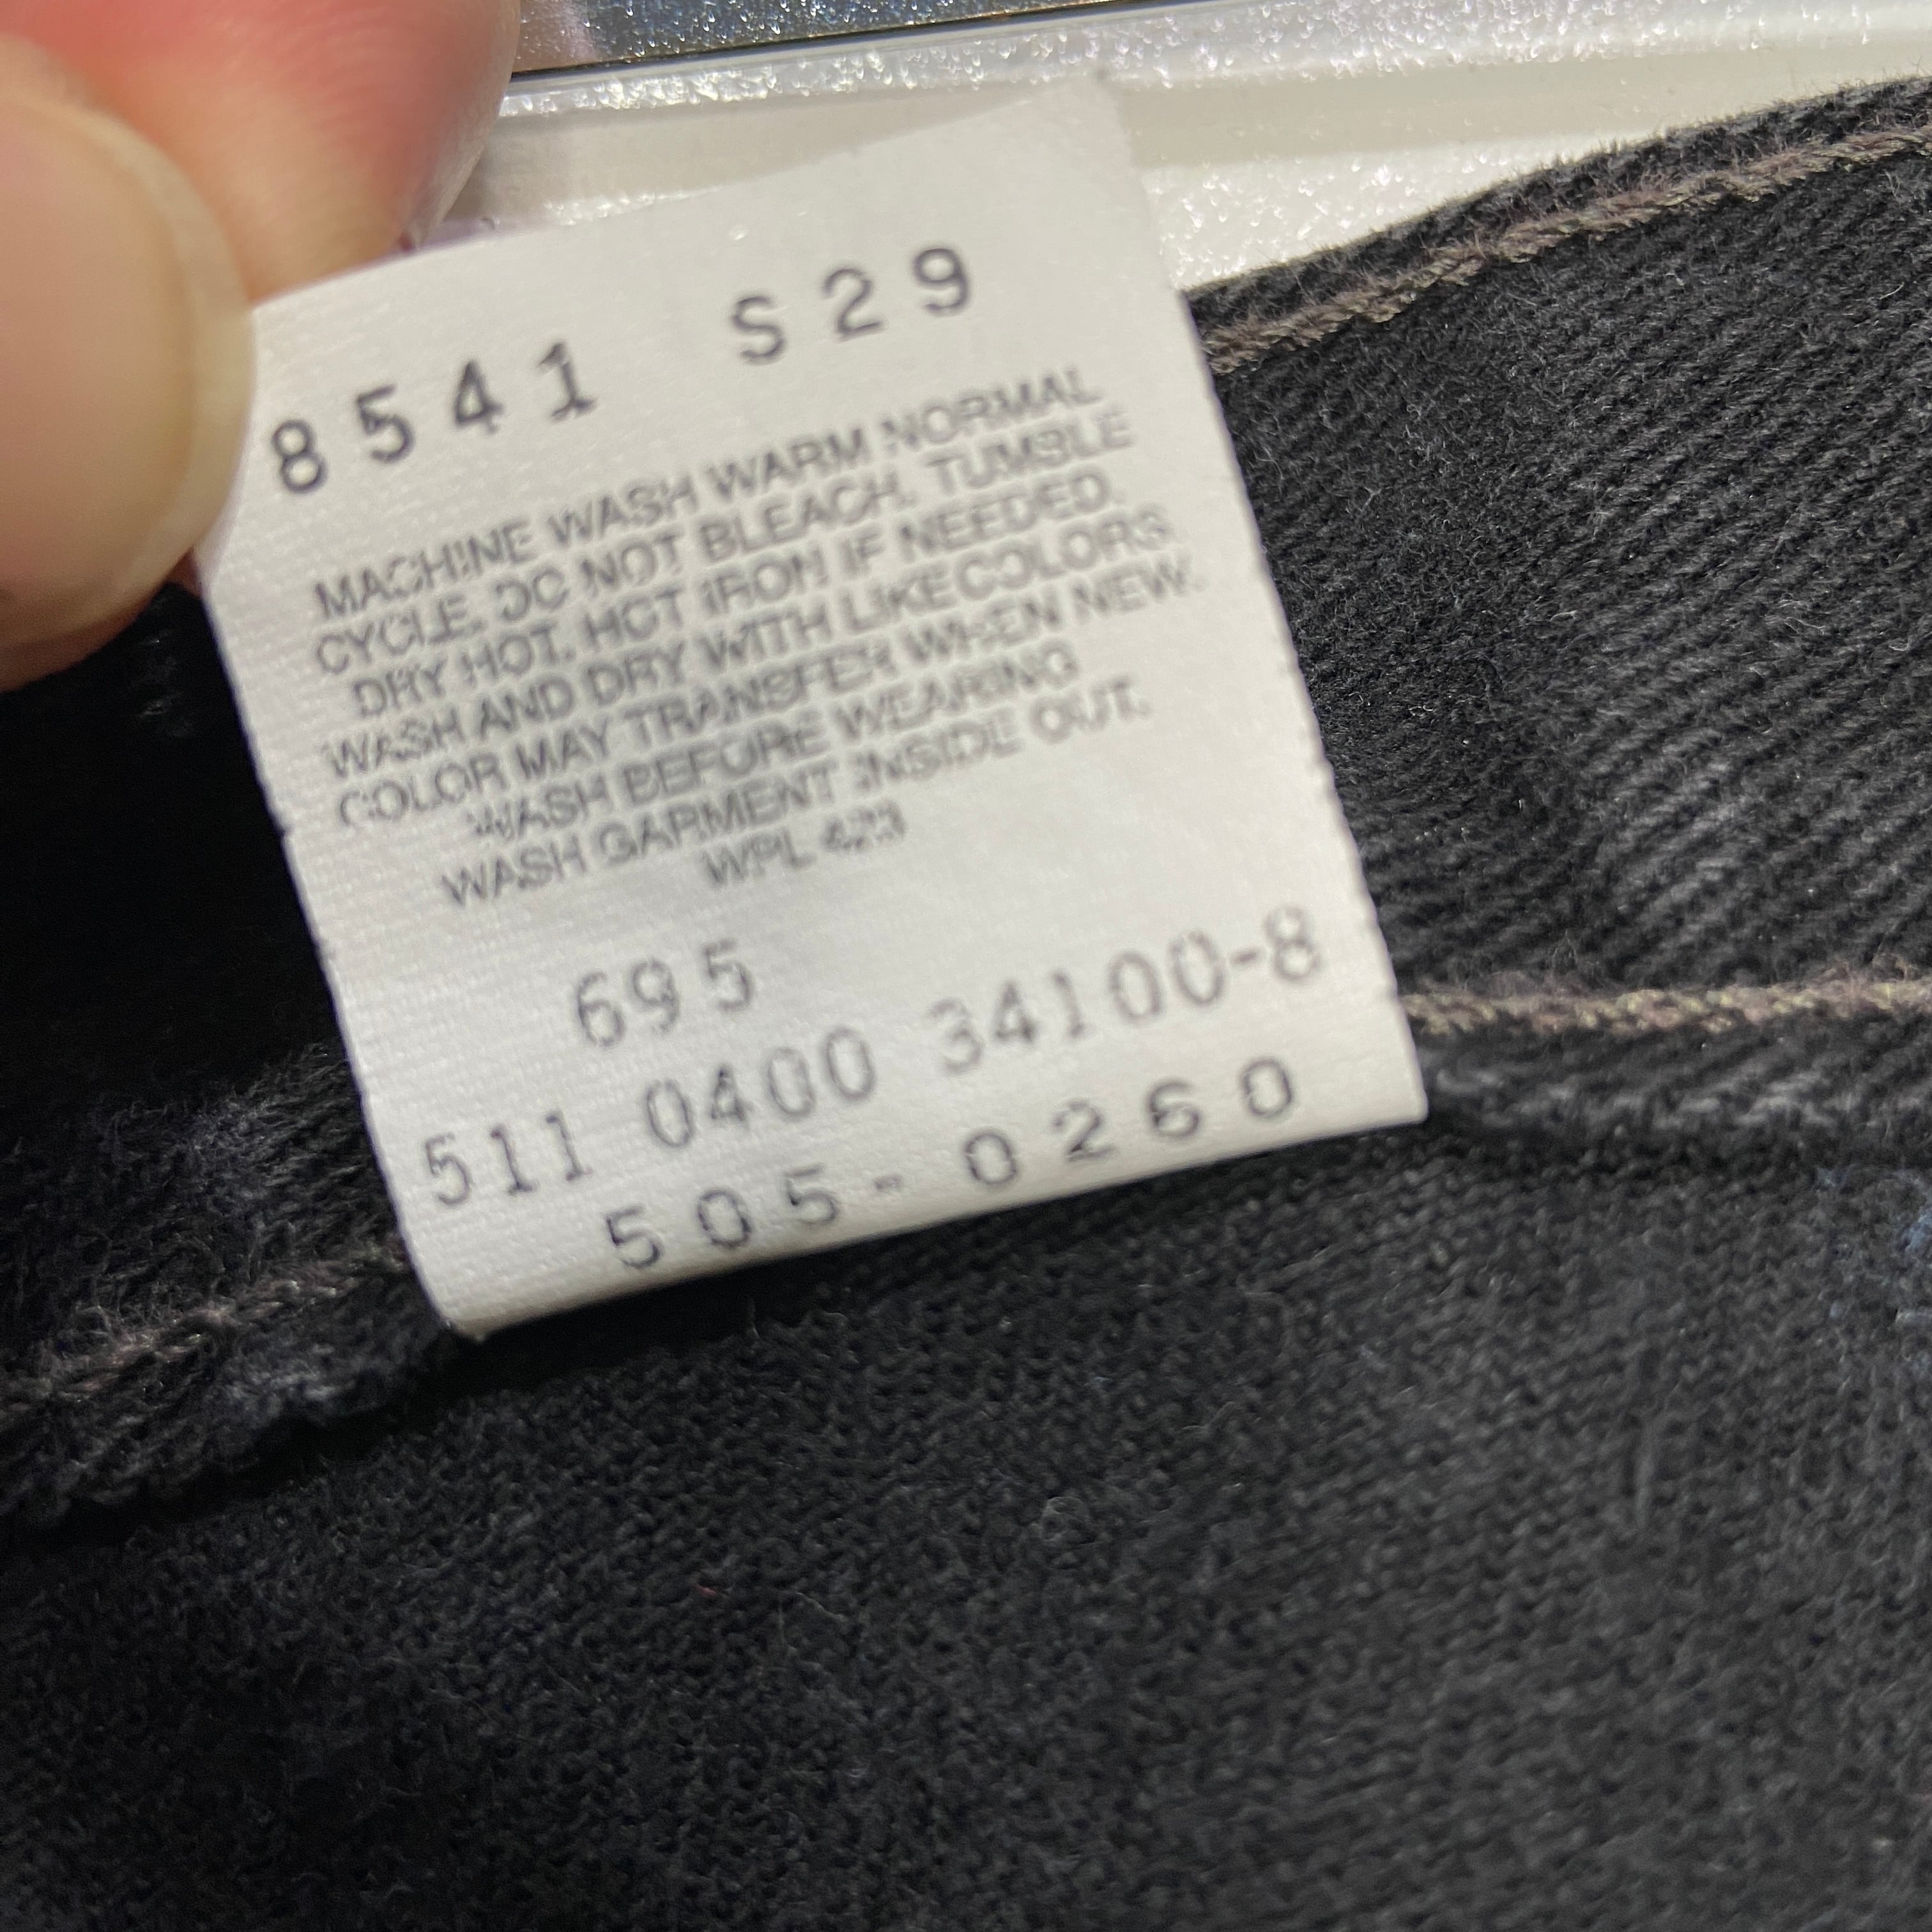 8541 S29
MACHINE WASH WARM NORMAL
CYCLE. DO NOT BLEACH. TUMBLE
DRY HOT. HOT IRON IF NEEDED.
WASH AND DRY WITH LIKE COLORS.
COLOR MAY TRANSFER WHEN NEW.
WASH BEFORE WEARING
WASH GARMENT INSIDE OUT.
WPL 423
695
511 0400 34100-8
505-0260